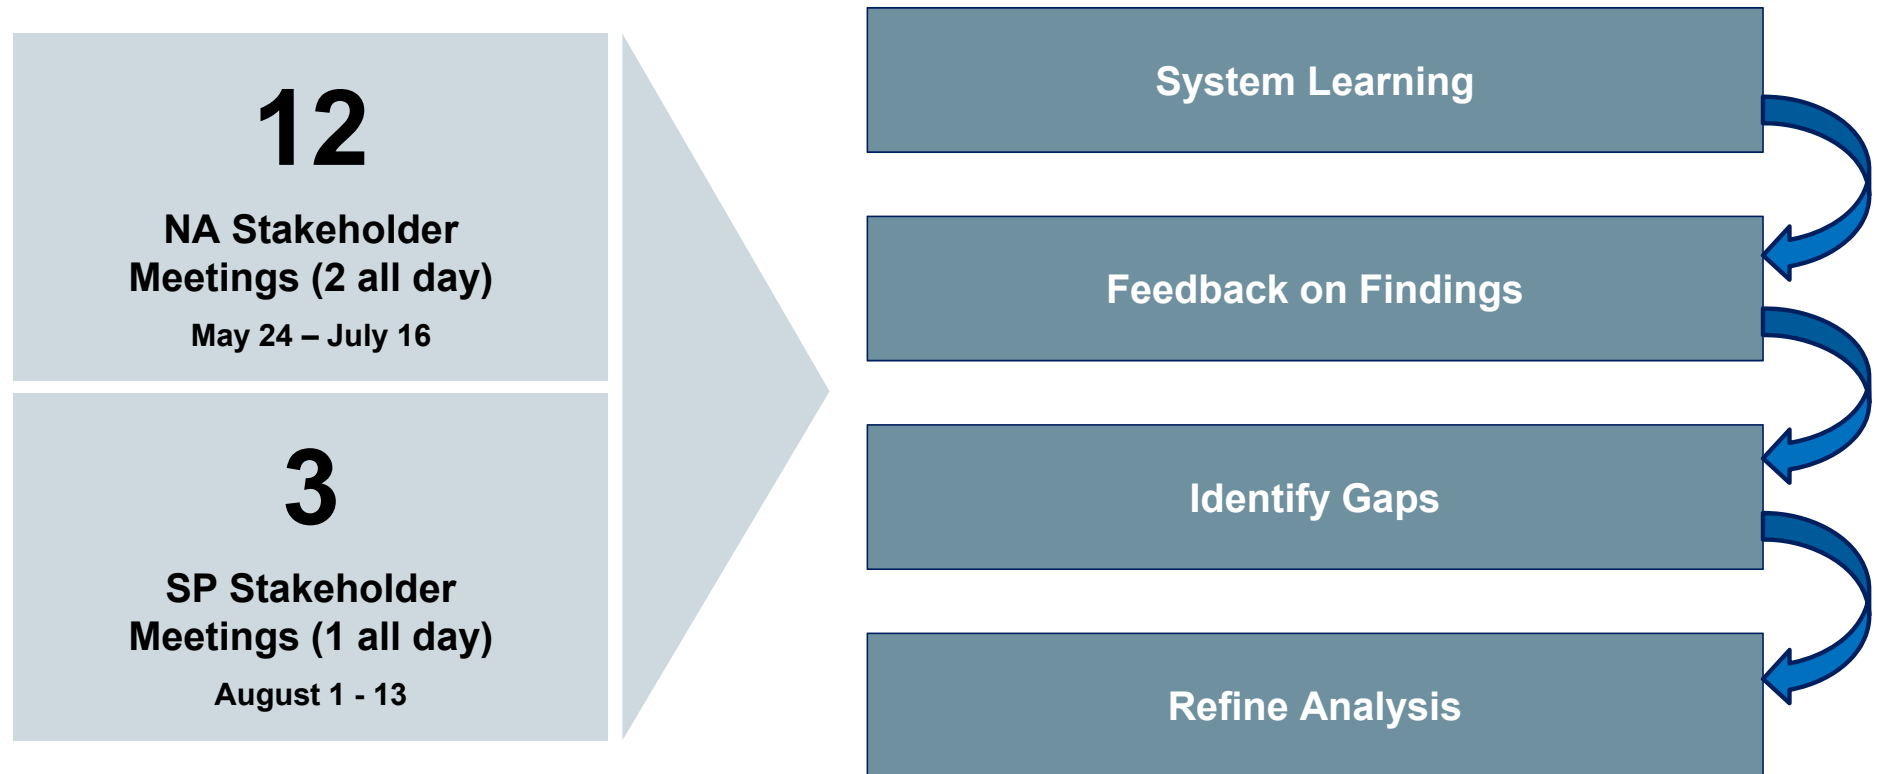 12
NA Stakeholder
Meetings (2 all day)
May 24 – July 16
3
SP Stakeholder
Meetings (1 all day)
August 1 - 13
System Learning
Feedback on Findings
Identify Gaps
Refine Analysis